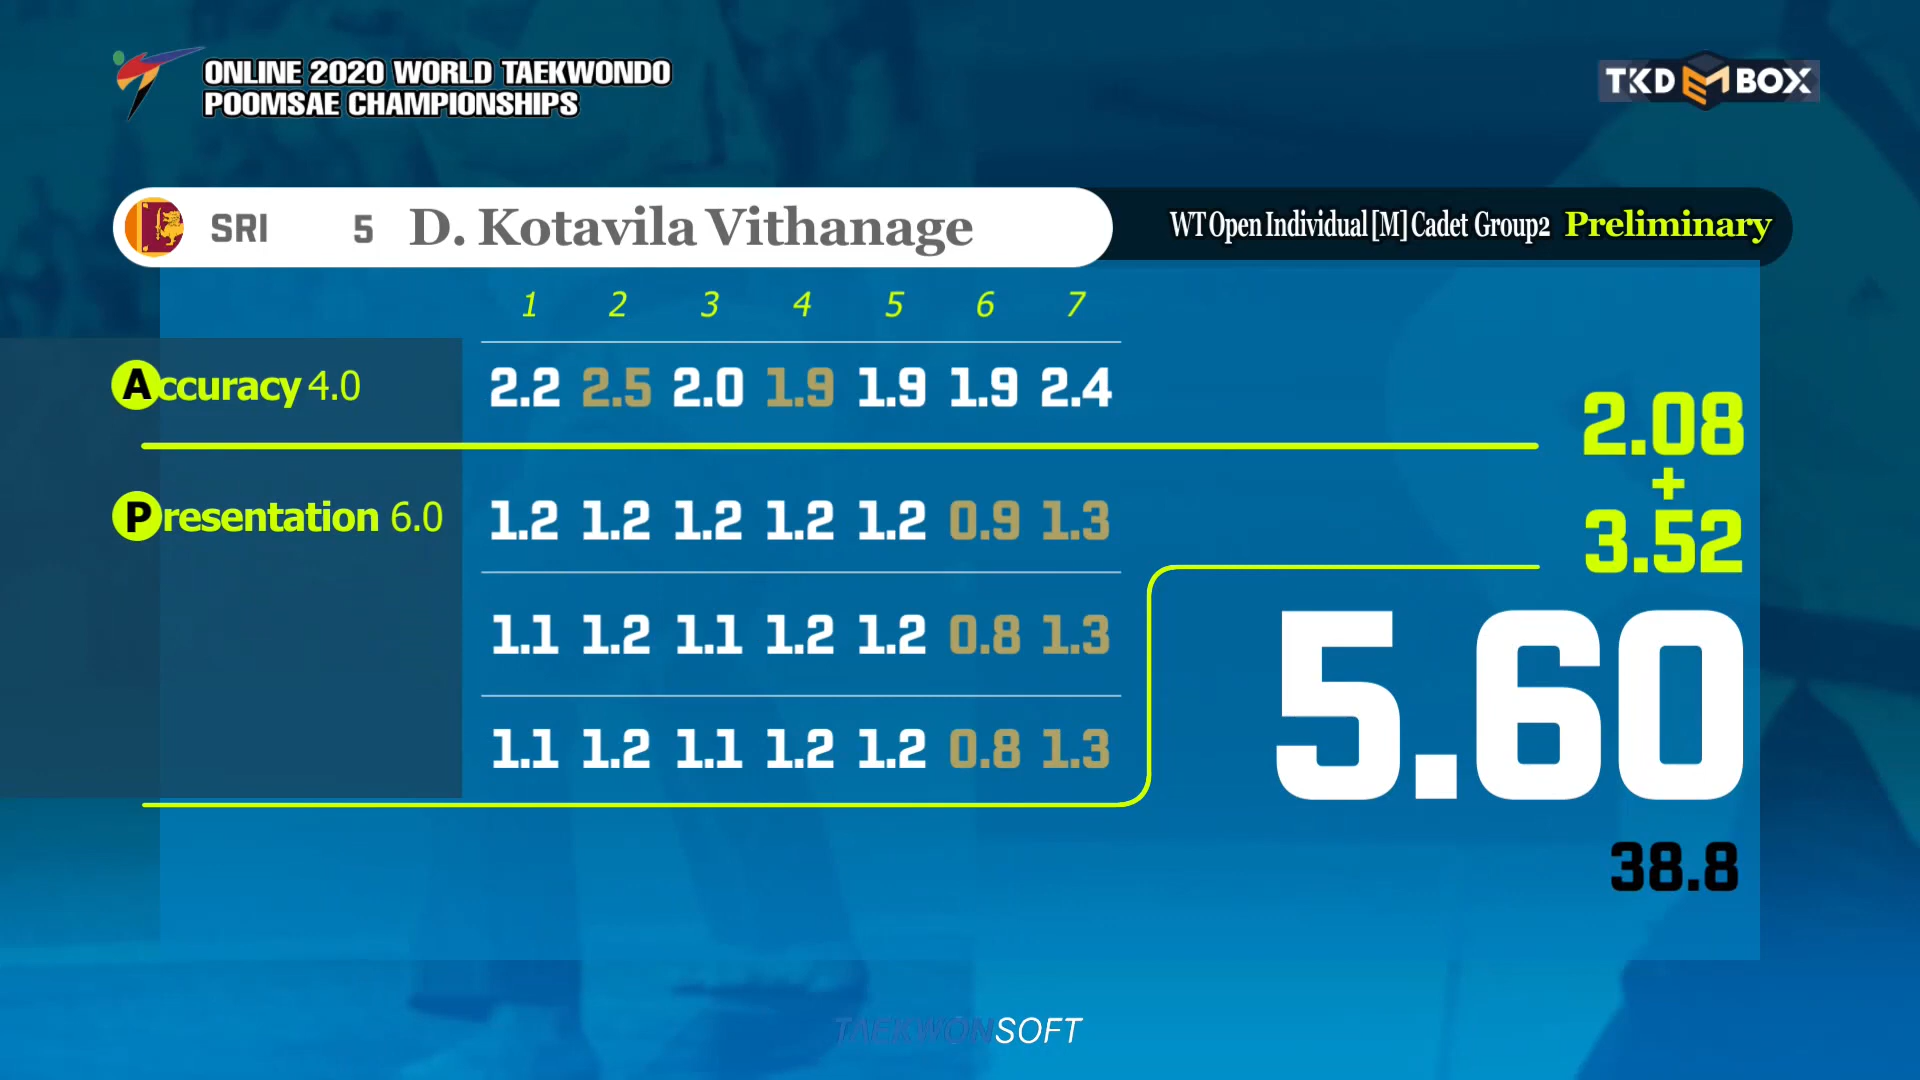 ONLINE 2020 WORLD TAEKWONDO
POOMSAE CHAMPIONSHIPS
TKD BOX
SRI 5 D. Kotavila Vithanage
WT Open Individual [M] Cadet Group2 Preliminary
1 2 3 4 5 6 7
Accuracy 4.0 2.2 2.5 2.0 1.9 1.9 1.9 2.4
2.08
+
3.52
Presentation 6.0 1.2 1.2 1.2 1.2 1.2 0.9 1.3
1.1 1.2 1.1 1.2 1.2 0.8 1.3
1.1 1.2 1.1 1.2 1.2 0.8 1.3
5.60
38.8
TAEKWONSOFT